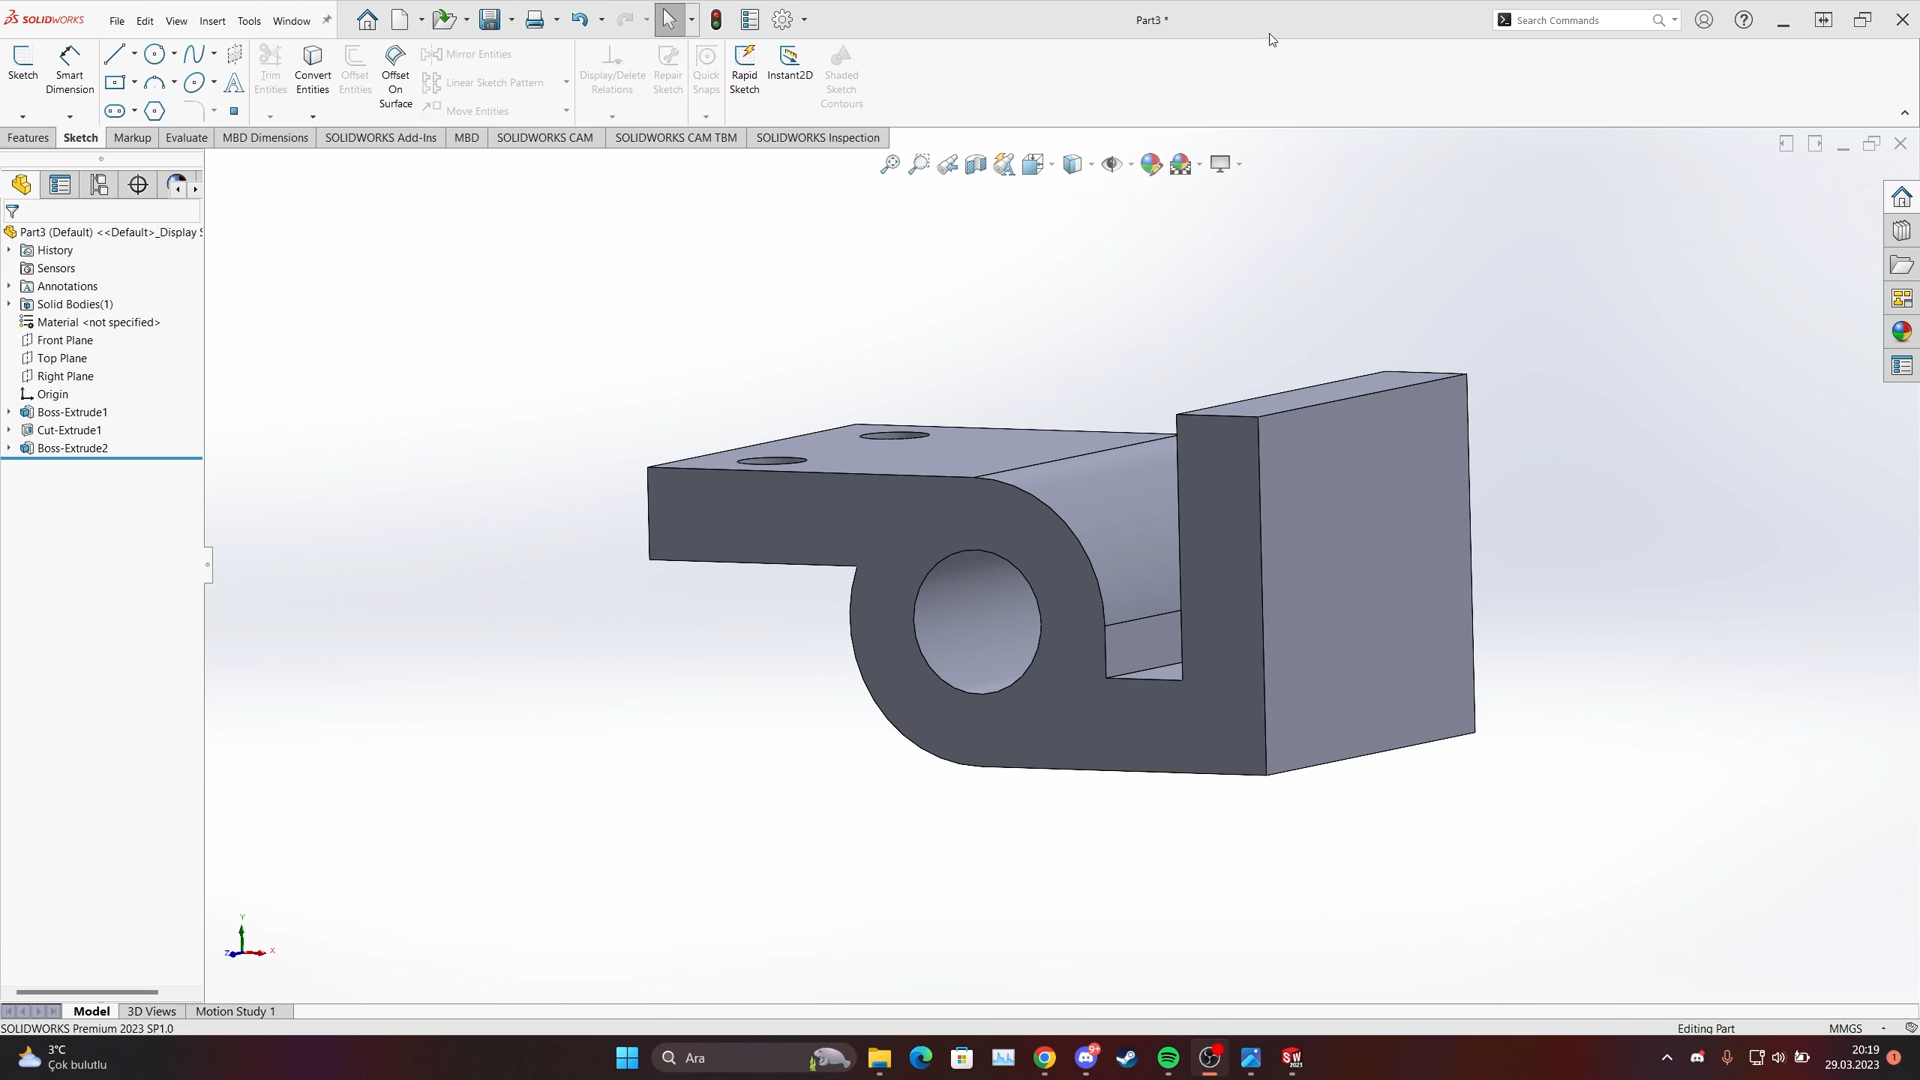 SOLIDWORKS File Edit View Insert Tools Window
Part3 *
Search Commands
Sketch
Smart Dimension
Trim Entities
Convert Entities
Offset Entities
Offset On Surface
Mirror Entities
Linear Sketch Pattern
Move Entities
Display/Delete Relations
Repair Sketch
Quick Snaps
Rapid Sketch
Instant2D
Shaded Sketch Contours
Features Sketch Markup Evaluate MBD Dimensions SOLIDWORKS Add-Ins MBD SOLIDWORKS CAM SOLIDWORKS CAM TBM SOLIDWORKS Inspection
Part3 (Default) <<Default>_Display S
History
Sensors
Annotations
Solid Bodies(1)
Material <not specified>
Front Plane
Top Plane
Right Plane
Origin
Boss-Extrude1
Cut-Extrude1
Boss-Extrude2
Y
Z
X
Model 3D Views Motion Study 1
SOLIDWORKS Premium 2023 SP1.0
Editing Part
MMGS
3°C
Çok bulutlu
Ara
9+
SW
2023
20:19
29.03.2023
1